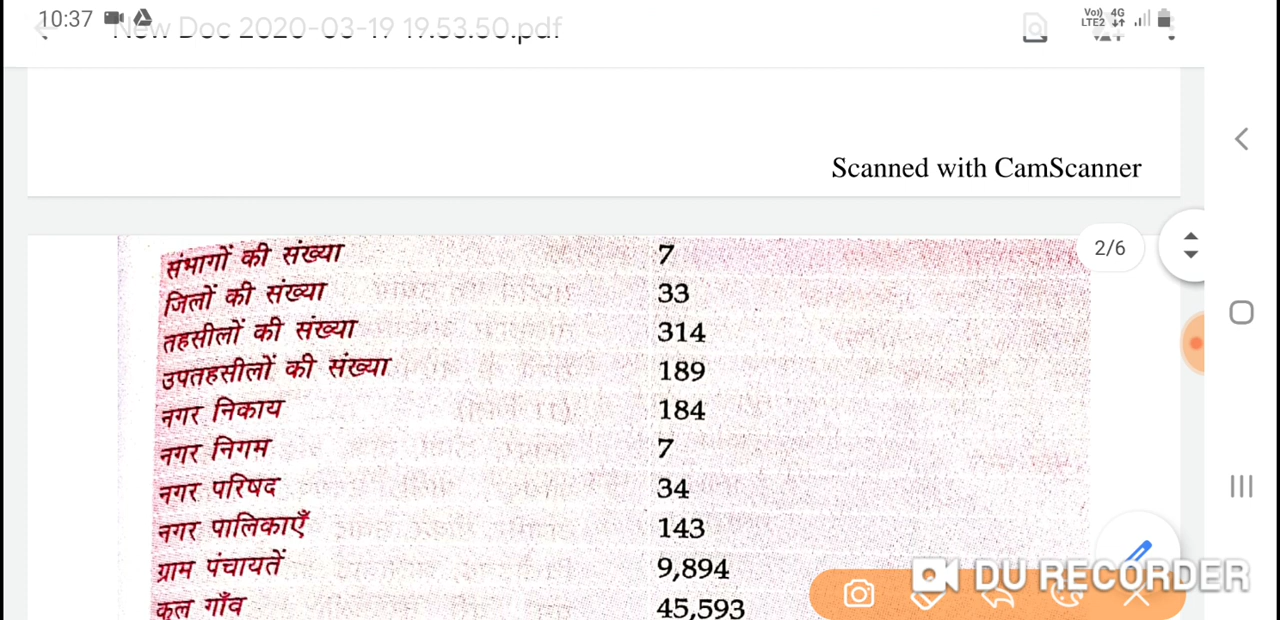 10:37
Vo)) 4G
LTE2
New Doc 2020-03-19 19.53.50.pdf
Scanned with CamScanner
2/6
संभागों की संख्या 7
जिलों की संख्या 33
तहसीलों की संख्या 314
उपतहसीलों की संख्या 189
नगर निकाय 184
नगर निगम 7
नगर परिषद 34
नगर पालिकाएँ 143
ग्राम पंचायतें 9,894
कुल गाँव 45,593
DU RECORDER